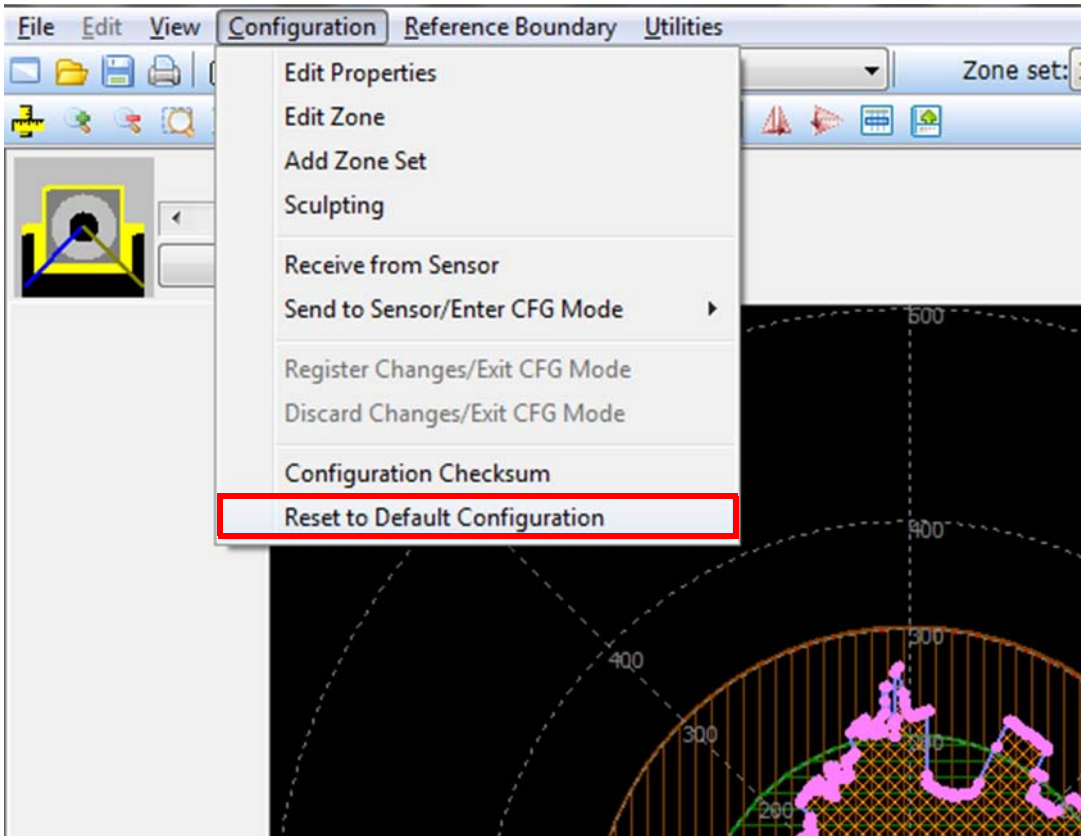 File Edit View Configuration Reference Boundary Utilities
Zone set:
Edit Properties
Edit Zone
Add Zone Set
Sculpting
Receive from Sensor
Send to Sensor/Enter CFG Mode
Register Changes/Exit CFG Mode
Discard Changes/Exit CFG Mode
Configuration Checksum
Reset to Default Configuration
500
400
300
400
300
200
200